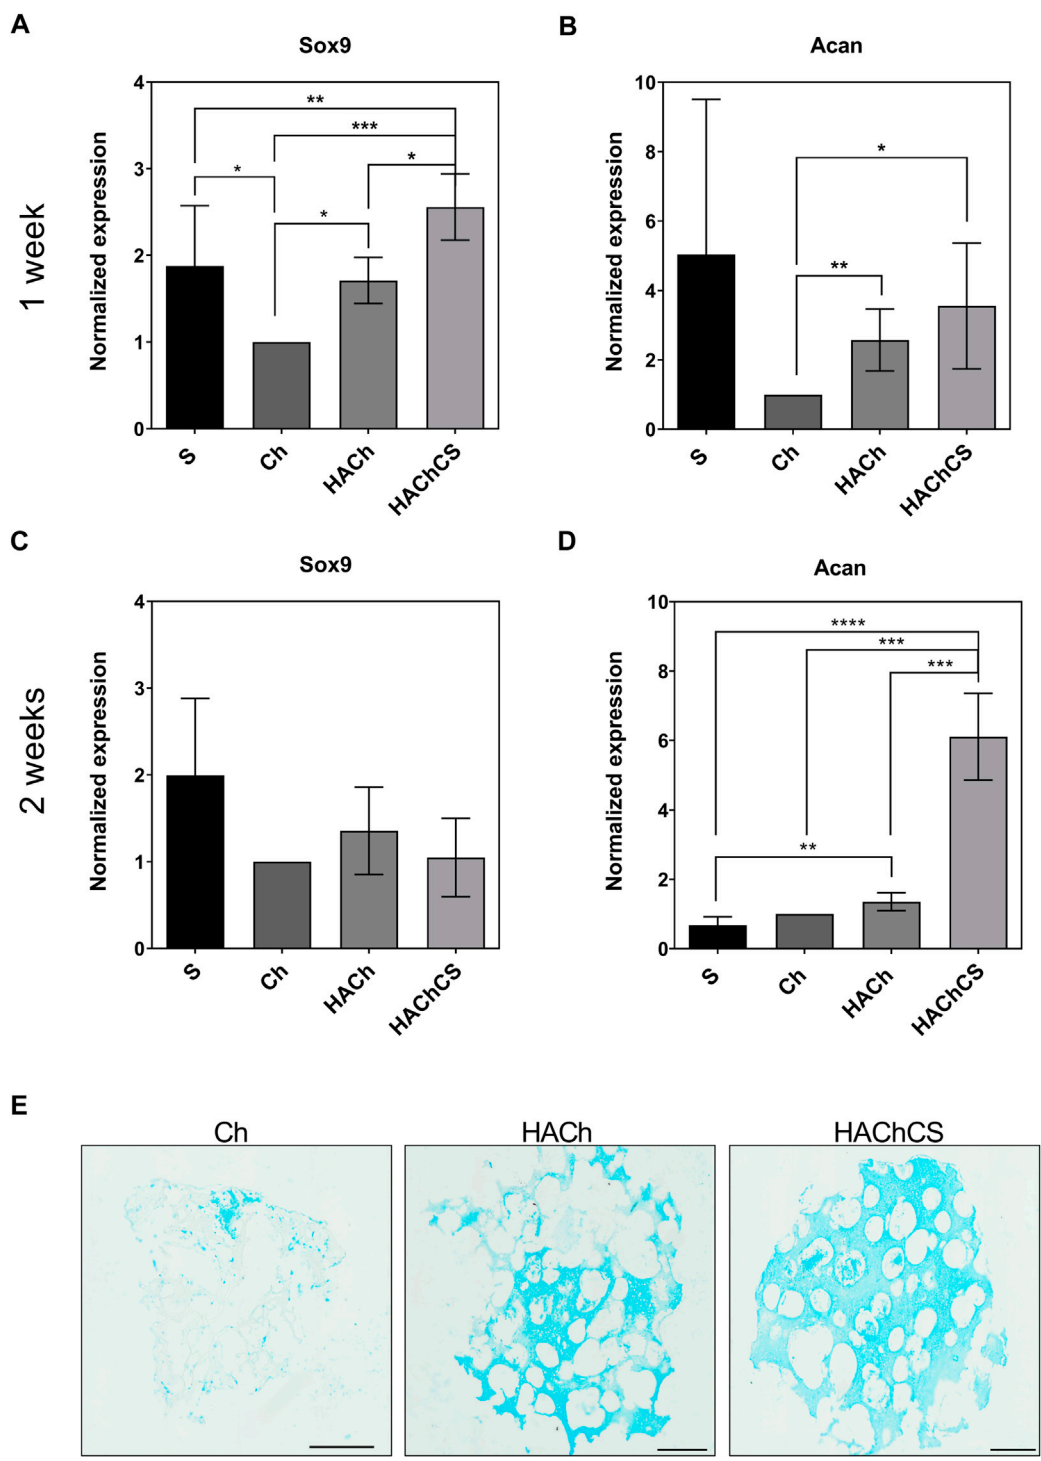 A
Sox9
1 week
Normalized expression
4
3
2
1
0
**
***
*
*
*
S
Ch
HACh
HAChCS
B
Acan
Normalized expression
10
8
6
4
2
0
*
**
S
Ch
HACh
HAChCS
C
Sox9
2 weeks
Normalized expression
4
3
2
1
0
S
Ch
HACh
HAChCS
D
Acan
Normalized expression
10
8
6
4
2
0
****
***
***
**
S
Ch
HACh
HAChCS
E
Ch
HACh
HAChCS